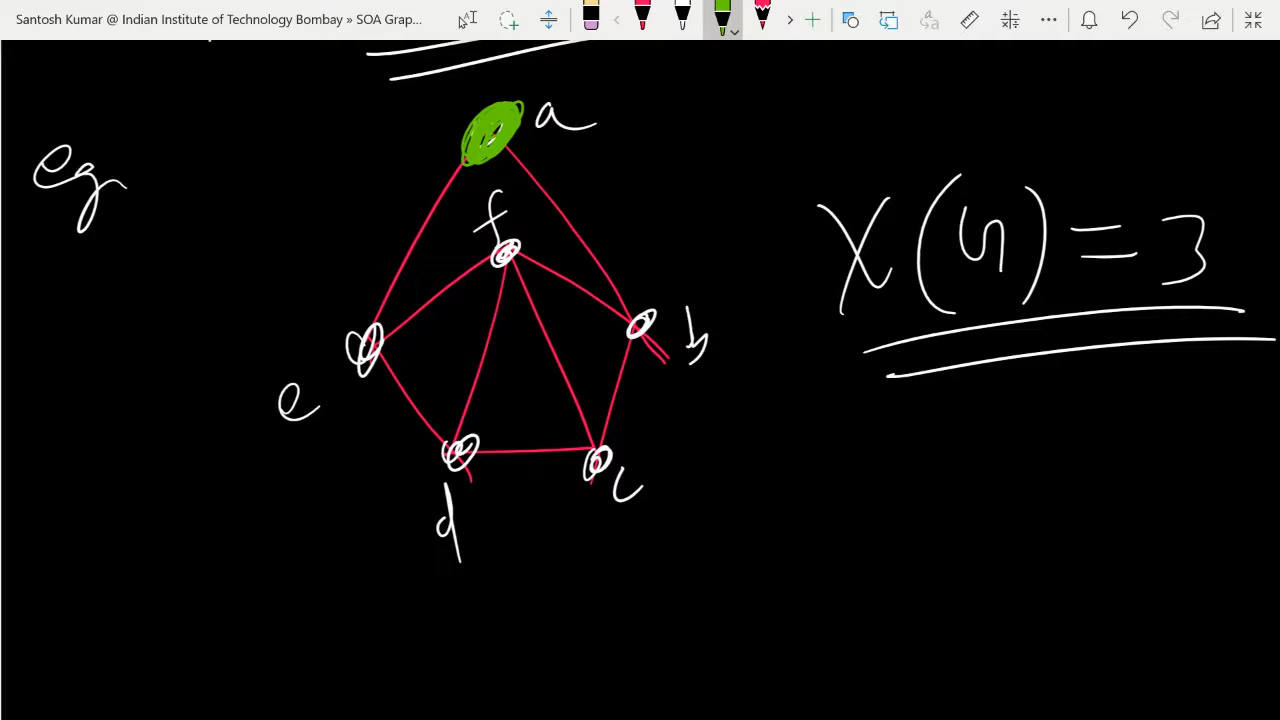 Santosh Kumar @ Indian Institute of Technology Bombay » SOA Grap...
eg
a
f
χ(G) = 3
b
e
c
d